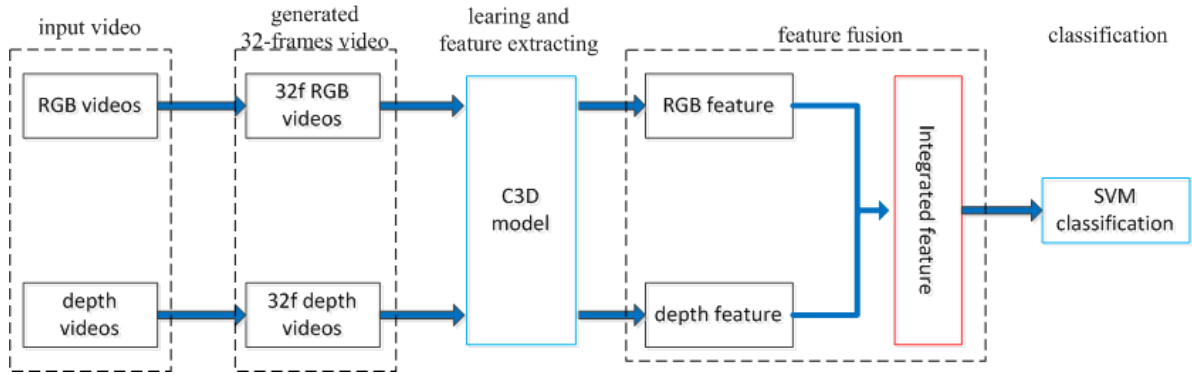 input video
generated
32-frames video
learing and
feature extracting
feature fusion
classification
RGB videos
32f RGB
videos
C3D
model
RGB feature
Integrated feature
SVM
classification
depth
videos
32f depth
videos
depth feature